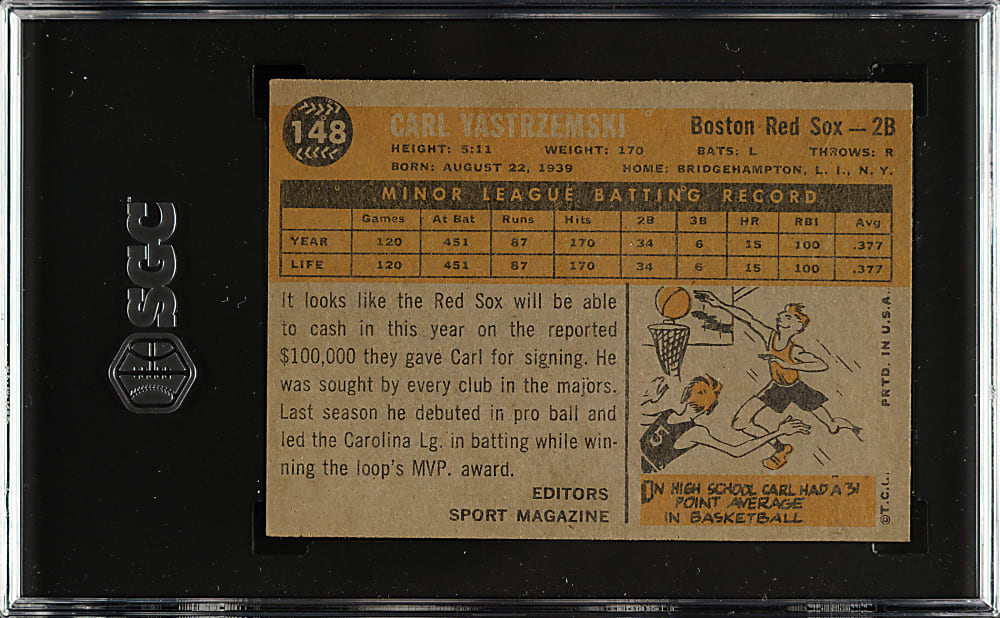 SGC
148
CARL YASTRZEMSKI
Boston Red Sox — 2B
HEIGHT: 5:11 WEIGHT: 170 BATS: L THROWS: R
BORN: AUGUST 22, 1939 HOME: BRIDGEHAMPTON, L. I., N. Y.
MINOR LEAGUE BATTING RECORD
Games At Bat Runs Hits 2B 3B HR RBI Avg
YEAR 120 451 87 170 34 6 15 100 .377
LIFE 120 451 87 170 34 6 15 100 .377
It looks like the Red Sox will be able
to cash in this year on the reported
$100,000 they gave Carl for signing. He
was sought by every club in the majors.
Last season he debuted in pro ball and
led the Carolina Lg. in batting while win-
ning the loop's MVP. award.
EDITORS
SPORT MAGAZINE
5
IN HIGH SCHOOL CARL HAD A 31
POINT AVERAGE
IN BASKETBALL
©T.C.G. PRTD. IN U.S.A.